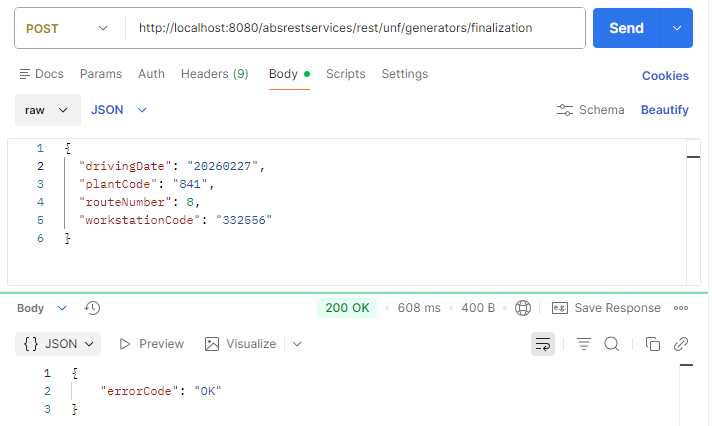 POST http://localhost:8080/absrestservices/rest/unf/generators/finalization Send
Docs Params Auth Headers (9) Body Scripts Settings Cookies
raw JSON Schema Beautify
1 {
2 "drivingDate": "20260227",
3 "plantCode": "841",
4 "routeNumber": 8,
5 "workstationCode": "332556"
6 }
Body 200 OK 608 ms 400 B e.g. Save Response
{} JSON Preview Visualize
1 {
2 "errorCode": "OK"
3 }